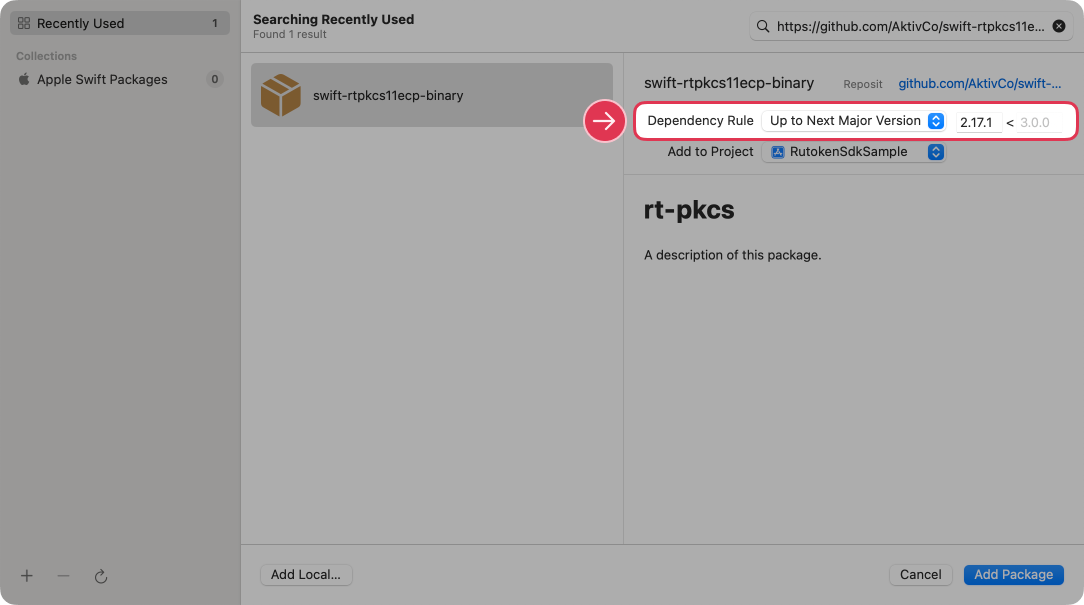 Recently Used 1
Collections
Apple Swift Packages 0
Searching Recently Used
Found 1 result
https://github.com/AktivCo/swift-rtpkcs11e...
swift-rtpkcs11ecp-binary
swift-rtpkcs11ecp-binary Reposit github.com/AktivCo/swift-...
Dependency Rule Up to Next Major Version 2.17.1 < 3.0.0
Add to Project RutokenSdkSample
rt-pkcs
A description of this package.
Add Local... Cancel Add Package